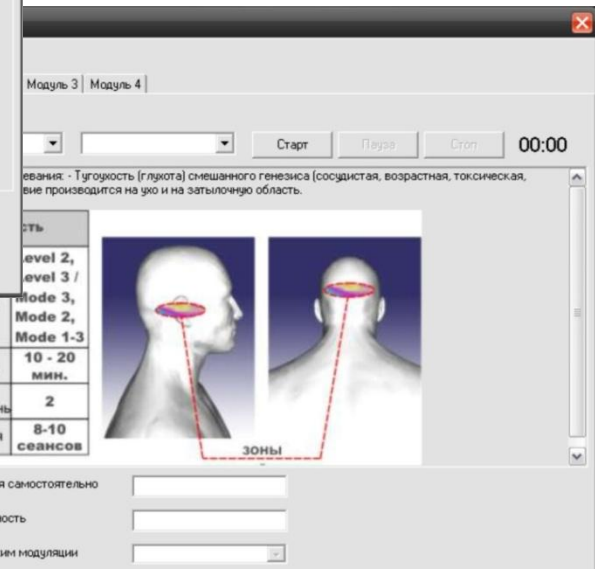 Модуль 3 Модуль 4
Старт Пауза Стоп 00:00
евания: - Тугоухость (глухота) смешанного генезиса (сосудистая, возрастная, токсическая,
вие производится на ухо и на затылочную область.
сть
Level 2,
Level 3 /
Mode 3,
Mode 2,
Mode 1-3
10 - 20
мин.
нь 2
я 8-10
сеансов
зоны
я самостоятельно
ность
им модуляции